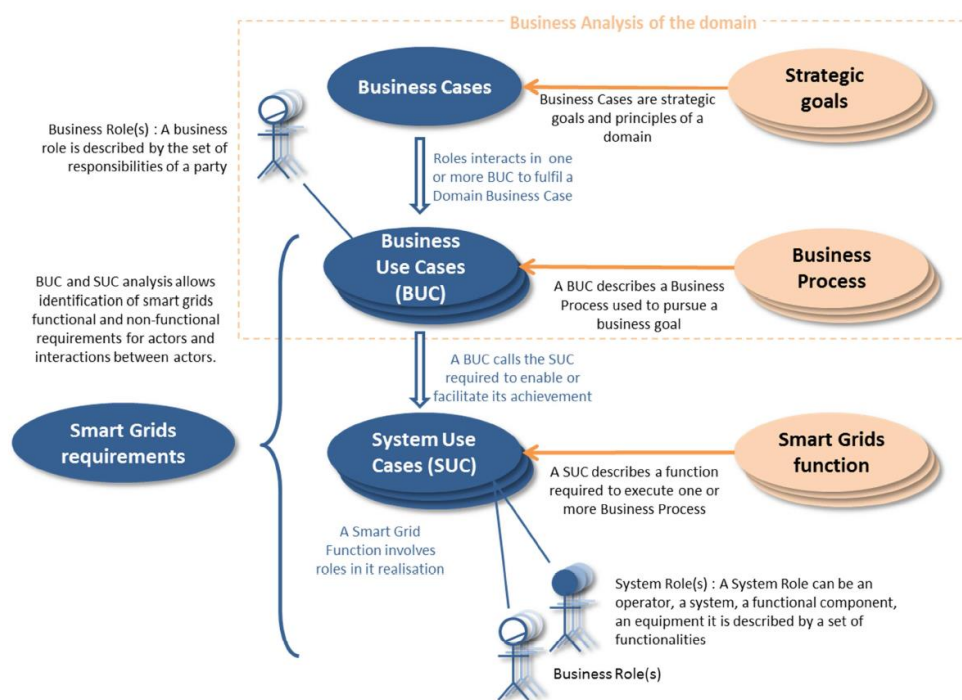 Business Analysis of the domain
Business Cases
Strategic
goals
Business Cases are strategic
goals and principles of a
domain
Business Role(s) : A business
role is described by the set of
responsibilities of a party
Roles interacts in one
or more BUC to fulfil a
Domain Business Case
Business
Use Cases
(BUC)
Business
Process
A BUC describes a Business
Process used to pursue a
business goal
BUC and SUC analysis allows
identification of smart grids
functional and non-functional
requirements for actors and
interactions between actors.
A BUC calls the SUC
required to enable or
facilitate its achievement
Smart Grids
requirements
System Use
Cases (SUC)
Smart Grids
function
A SUC describes a function
required to execute one or
more Business Process
A Smart Grid
Function involves
roles in it realisation
System Role(s) : A System Role can be an
operator, a system, a functional component,
an equipment it is described by a set of
functionalities
Business Role(s)